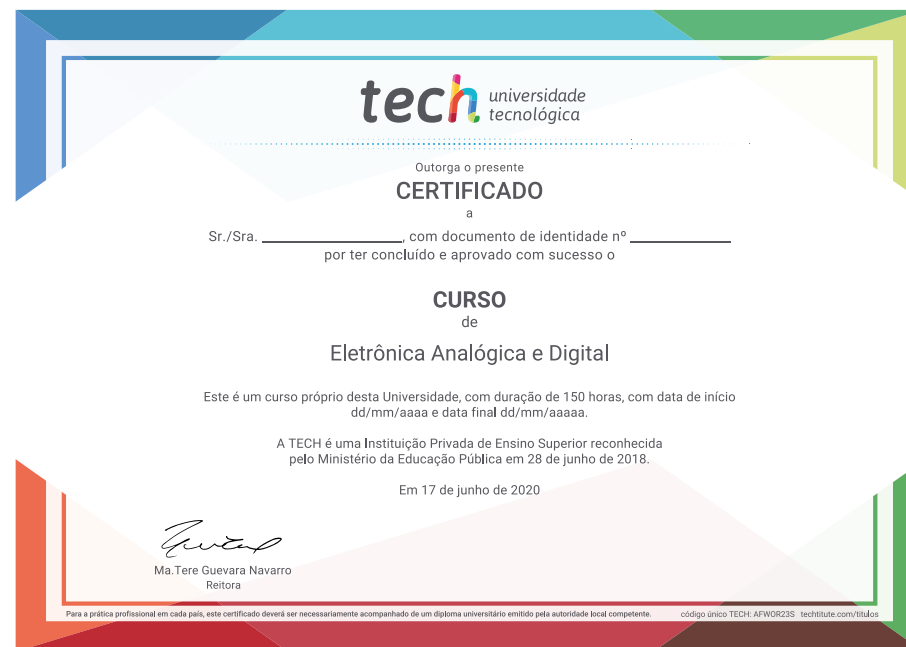 tech universidade
tecnológica
Outorga o presente
CERTIFICADO
a
Sr./Sra. , com documento de identidade nº
por ter concluído e aprovado com sucesso o
CURSO
de
Eletrônica Analógica e Digital
Este é um curso próprio desta Universidade, com duração de 150 horas, com data de início
dd/mm/aaaa e data final dd/mm/aaaaa.
A TECH é uma Instituição Privada de Ensino Superior reconhecida
pelo Ministério da Educação Pública em 28 de junho de 2018.
Em 17 de junho de 2020
Ma.Tere Guevara Navarro
Reitora
Para a prática profissional em cada país, este certificado deverá ser necessariamente acompanhado de um diploma universitário emitido pela autoridade local competente. código único TECH: AFWOR23S techtitute.com/titulos